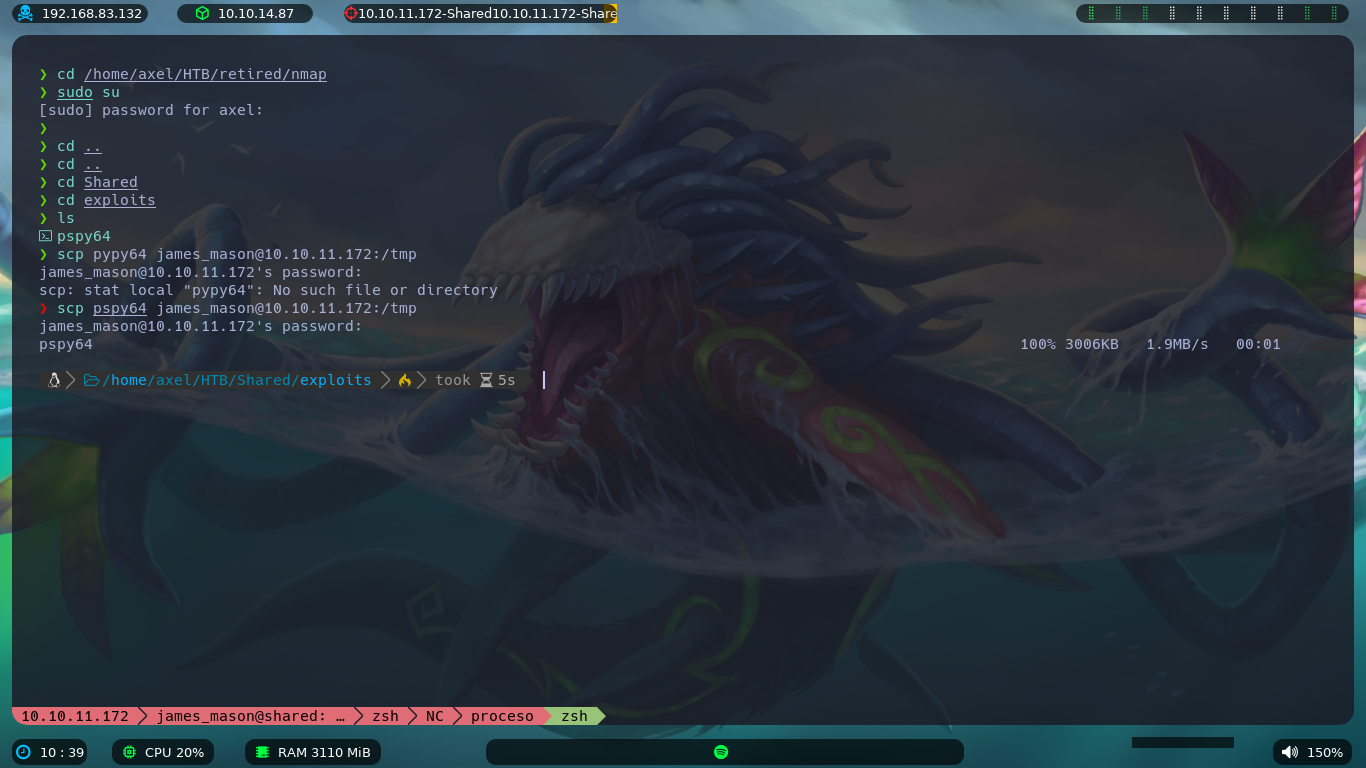 192.168.83.132 10.10.14.87 10.10.11.172-Shared10.10.11.172-Share
❯ cd /home/axel/HTB/retired/nmap
❯ sudo su
[sudo] password for axel:
❯
❯ cd ..
❯ cd ..
❯ cd Shared
❯ cd exploits
❯ ls
pspy64
❯ scp pypy64 james_mason@10.10.11.172:/tmp
james_mason@10.10.11.172's password:
scp: stat local "pypy64": No such file or directory
❯ scp pspy64 james_mason@10.10.11.172:/tmp
james_mason@10.10.11.172's password:
pspy64 100% 3006KB 1.9MB/s 00:01
/home/axel/HTB/Shared/exploits took 5s
10.10.11.172 james_mason@shared: … zsh NC proceso zsh
10 : 39 CPU 20% RAM 3110 MiB 150%